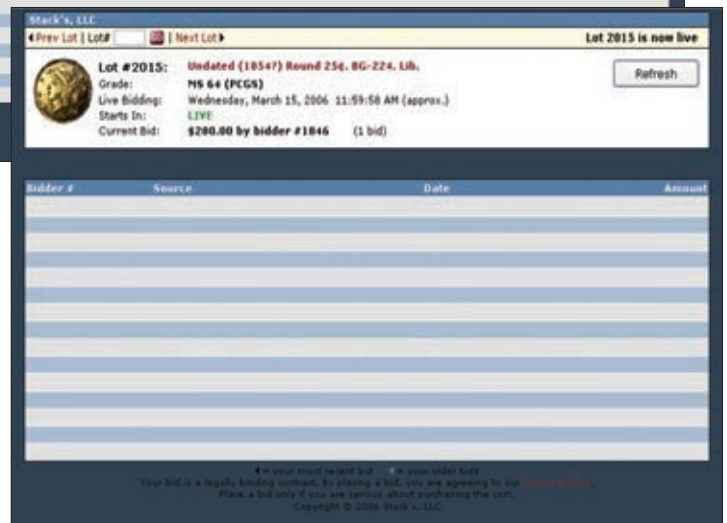 Stack's, LLC
Prev Lot | Lot# GO | Next Lot
Lot 2015 is now live
Lot #2015: Undated (1854?) Round 25¢. BG-224. Lib.
Grade: MS 64 (PCGS)
Live Bidding: Wednesday, March 15, 2006 11:59:58 AM (approx.)
Starts In: LIVE
Current Bid: $280.00 by bidder #1846 (1 bid)
Refresh
Bidder # Source Date Amount
= your most recent bid = your older bids
Your bid is a legally binding contract. By placing a bid, you are agreeing to our
Place a bid only if you are serious about purchasing the coin.
Copyright © 2006 Stack's, LLC